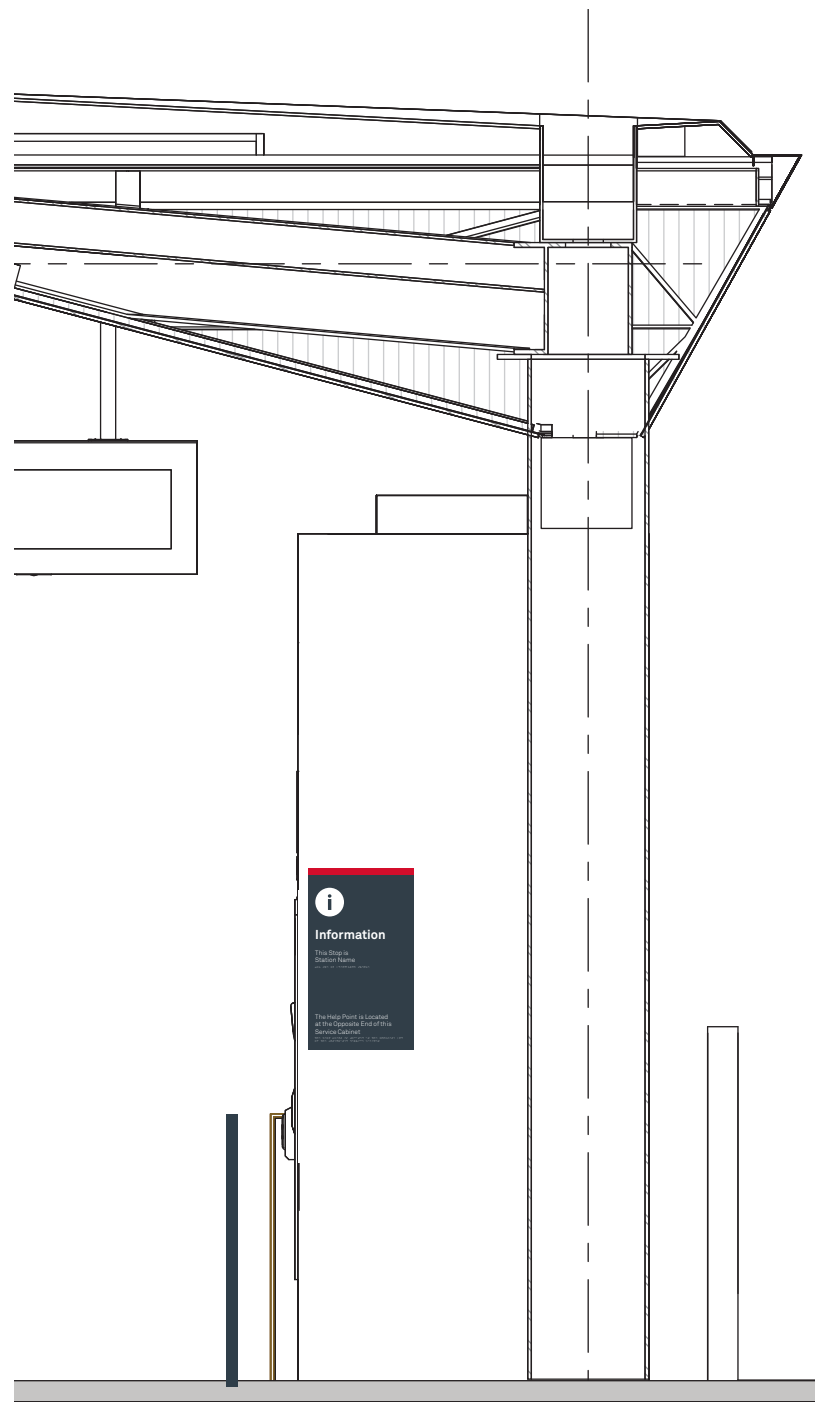 i
Information
This Stop is
Station Name
The Help Point is Located
at the Opposite End of this
Service Cabinet